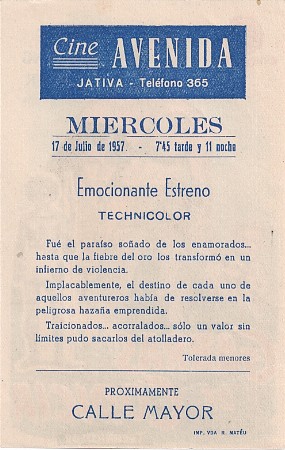 Cine AVENIDA
JATIVA - Teléfono 365
MIERCOLES
17 de Julio de 1957. - 7'45 tarde y 11 noche
Emocionante Estreno
TECHNICOLOR
Fué el paraíso soñado de los enamorados...
hasta que la fiebre del oro los transformó en un
infierno de violencia.
Implacablemente, el destino de cada uno de
aquellos aventureros había de resolverse en la
peligrosa hazaña emprendida.
Traicionados... acorralados... sólo un valor sin
límites pudo sacarlos del atolladero.
Tolerada menores
PROXIMAMENTE
CALLE MAYOR
IMP. VDA R. MATÉU